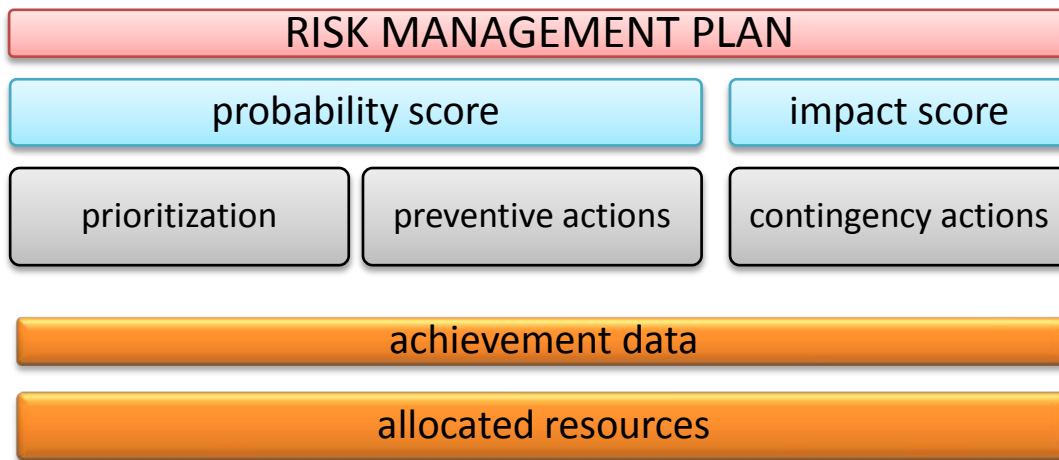 RISK MANAGEMENT PLAN
probability score
impact score
prioritization
preventive actions
contingency actions
achievement data
allocated resources